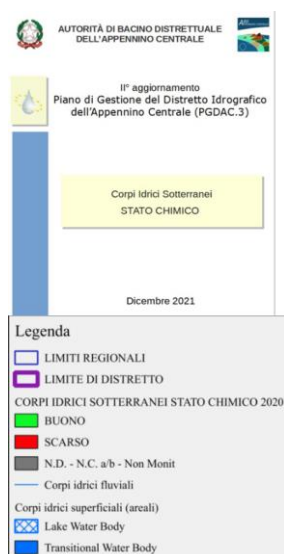 AUTORITÀ DI BACINO DISTRETTUALE
DELL'APPENNINO CENTRALE
II° aggiornamento
Piano di Gestione del Distretto Idrografico
dell'Appennino Centrale (PGDAC.3)
Corpi Idrici Sotterranei
STATO CHIMICO
Dicembre 2021
Legenda
LIMITI REGIONALI
LIMITE DI DISTRETTO
CORPI IDRICI SOTTERRANEI STATO CHIMICO 2020
BUONO
SCARSO
N.D. - N.C. a/b - Non Monit
Corpi idrici fluviali
Corpi idrici superficiali (areali)
Lake Water Body
Transitional Water Body